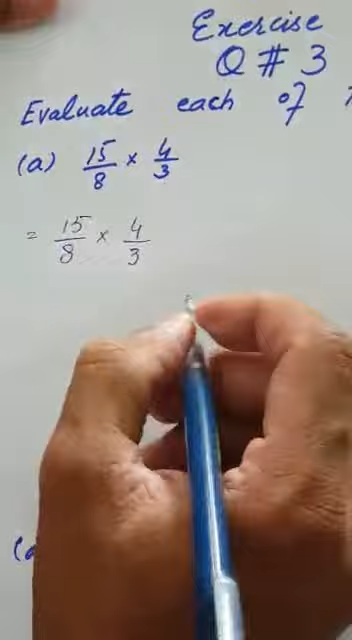 Exercise
Q # 3
Evaluate each of
(a) 15/8 × 4/3
= 15/8 × 4/3